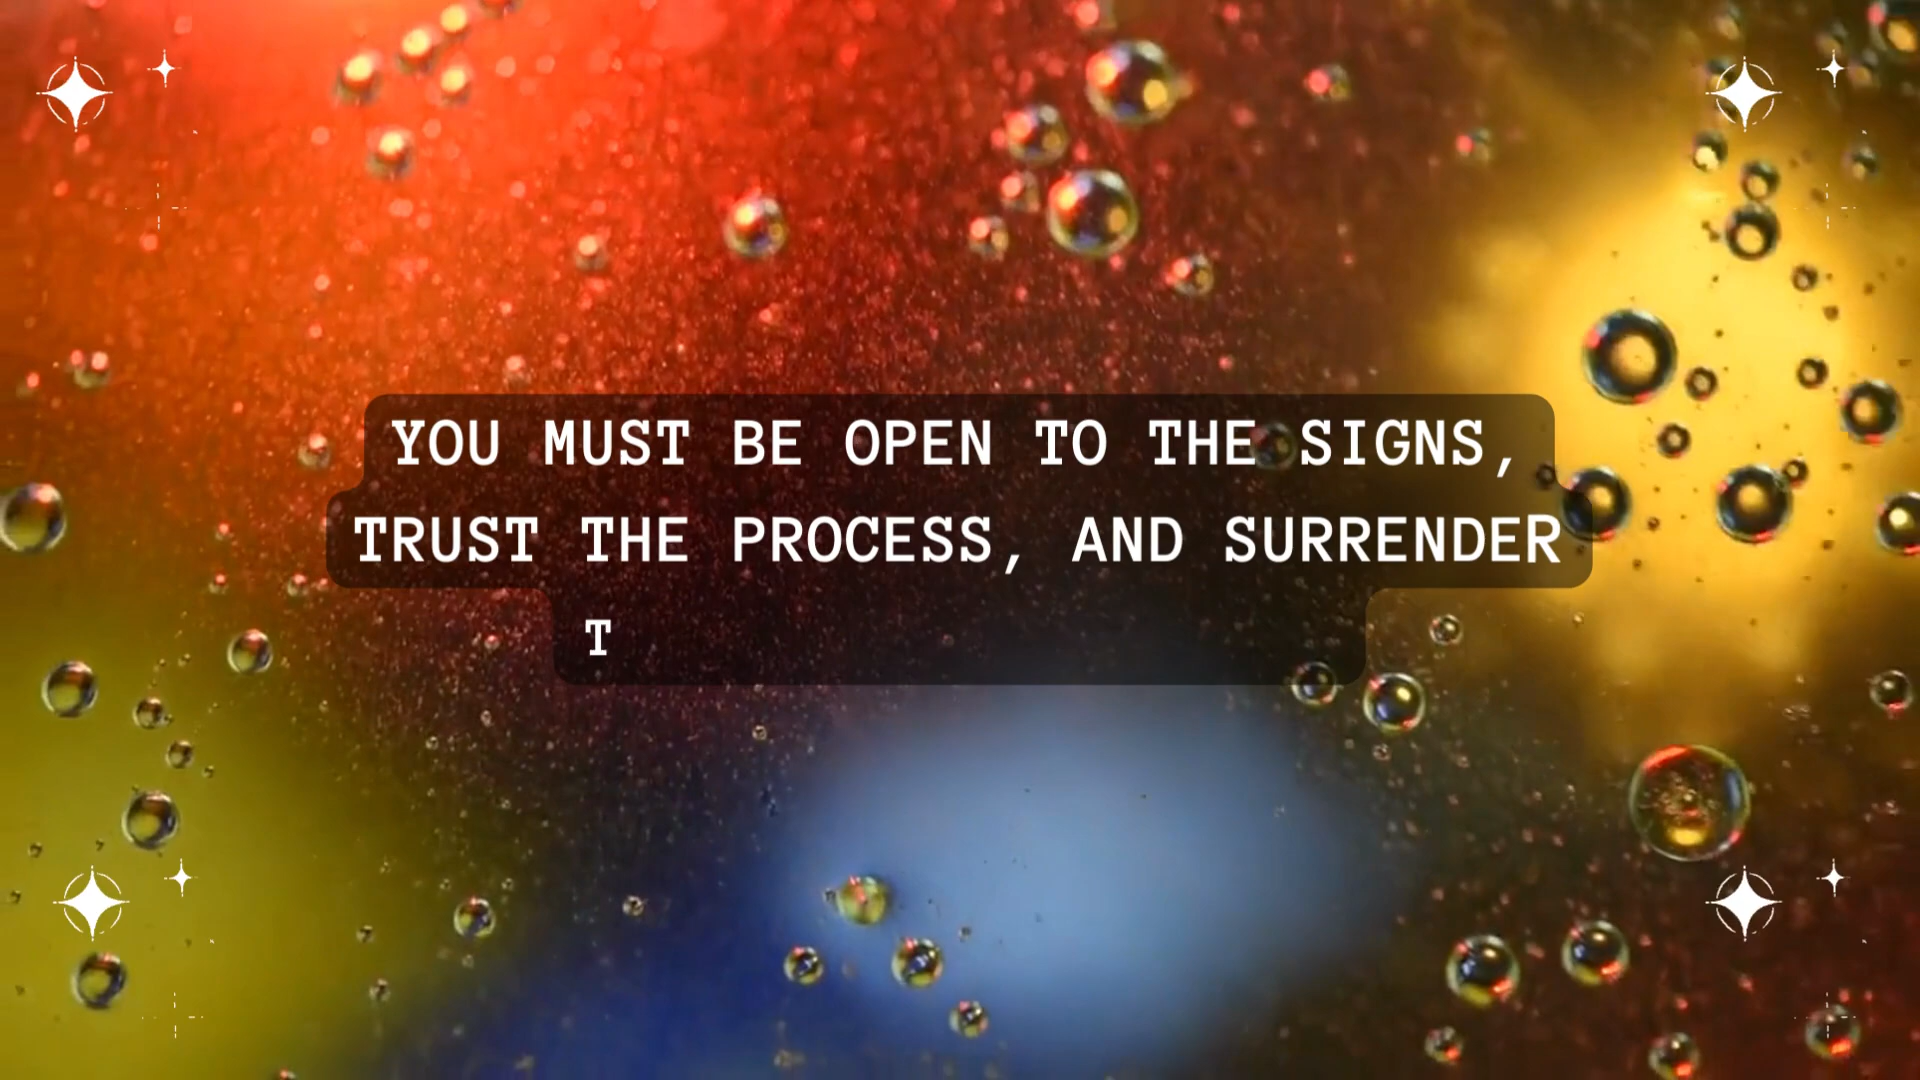 YOU MUST BE OPEN TO THE SIGNS,
TRUST THE PROCESS, AND SURRENDER
T